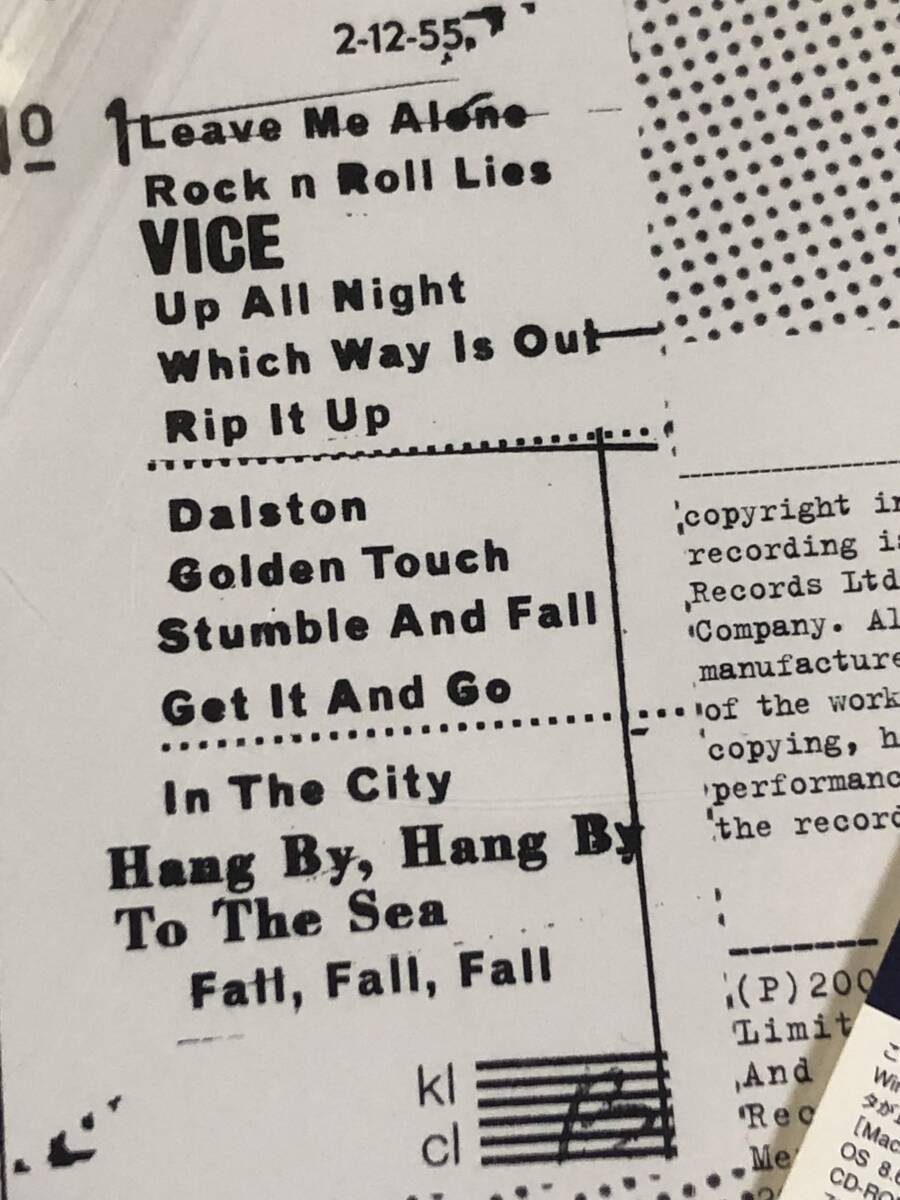 2-12-55
1
Leave Me Alone
Rock n Roll Lies
VICE
Up All Night
Which Way Is Out
Rip It Up
Dalston
Golden Touch
Stumble And Fall
Get It And Go
In The City
Hang By, Hang By
To The Sea
Fall, Fall, Fall
kl
cl
copyright
recording
Records Ltd
Company. Al
manufacture
of the work
copying, h
performanc
the record
(P)200
Limit
And
Rec
Me
OS 8.6
CD-RO